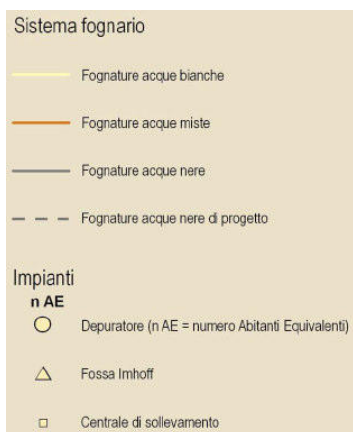 Sistema fognario
Fognature acque bianche
Fognature acque miste
Fognature acque nere
Fognature acque nere di progetto
Impianti
n AE
Depuratore (n AE = numero Abitanti Equivalenti)
Fossa Imhoff
Centrale di sollevamento